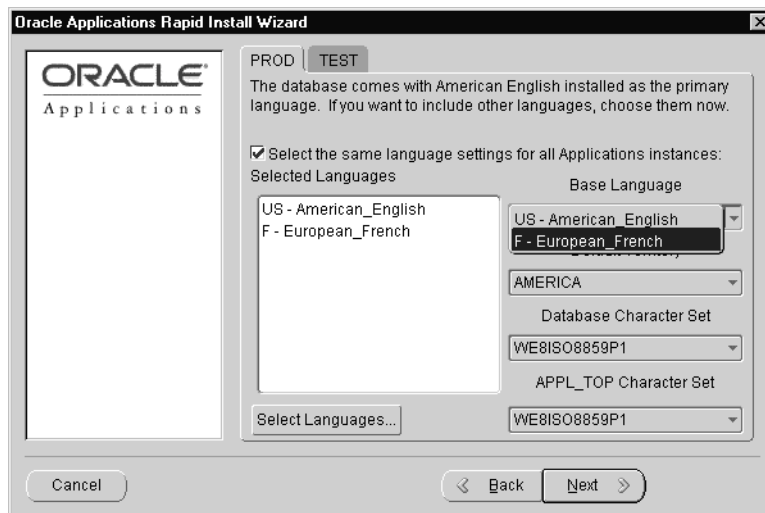 Oracle Applications Rapid Install Wizard
ORACLE
Applications
PROD
TEST
The database comes with American English installed as the primary
language. If you want to include other languages, choose them now.
Select the same language settings for all Applications instances:
Selected Languages
US - American_English
F - European_French
Select Languages...
Base Language
US - American_English
F - European_French
AMERICA
Database Character Set
WE8ISO8859P1
APPL_TOP Character Set
WE8ISO8859P1
Cancel
Back
Next